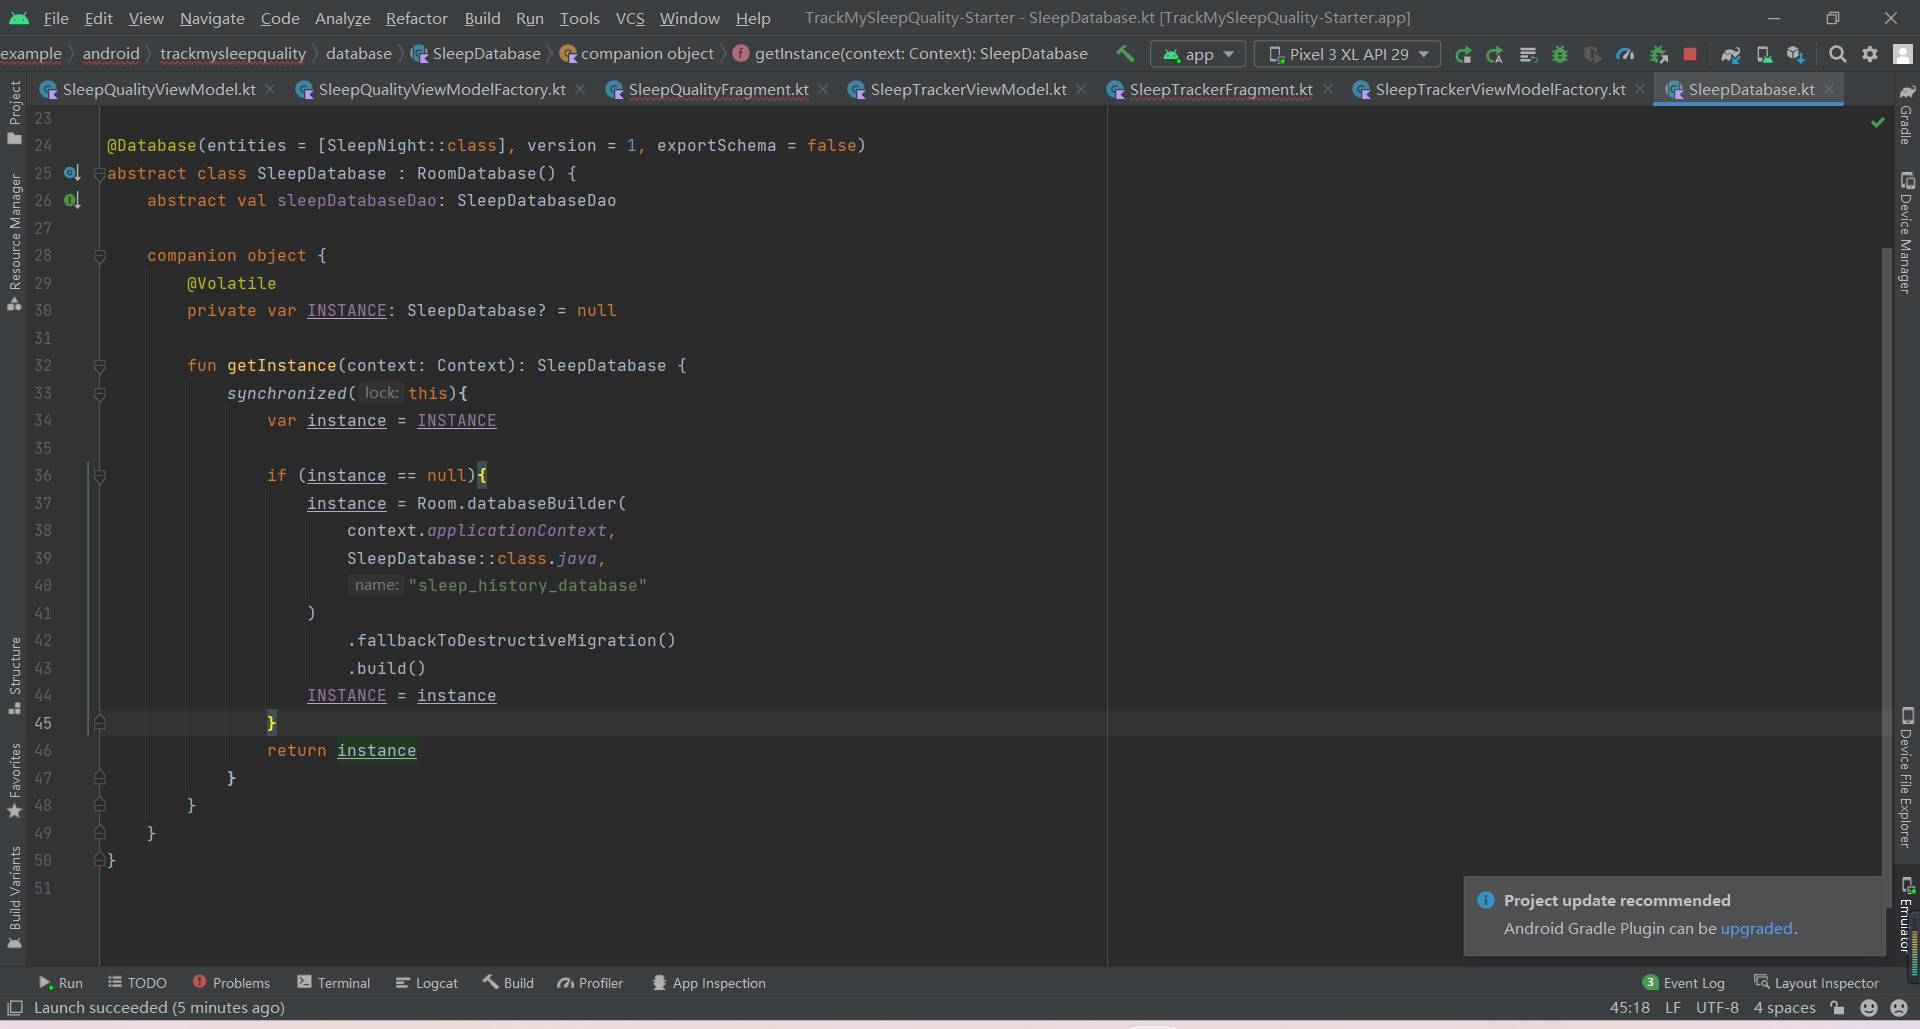 File Edit View Navigate Code Analyze Refactor Build Run Tools VCS Window Help TrackMySleepQuality-Starter - SleepDatabase.kt [TrackMySleepQuality-Starter.app]
example android trackmysleepquality database SleepDatabase companion object f getInstance(context: Context): SleepDatabase app Pixel 3 XL API 29
SleepQualityViewModel.kt SleepQualityViewModelFactory.kt SleepQualityFragment.kt SleepTrackerViewModel.kt SleepTrackerFragment.kt SleepTrackerViewModelFactory.kt SleepDatabase.kt
Project
Resource Manager
Structure
Favorites
Build Variants
23
24 @Database(entities = [SleepNight::class], version = 1, exportSchema = false)
25 abstract class SleepDatabase : RoomDatabase() {
26 abstract val sleepDatabaseDao: SleepDatabaseDao
27
28 companion object {
29 @Volatile
30 private var INSTANCE: SleepDatabase? = null
31
32 fun getInstance(context: Context): SleepDatabase {
33 synchronized( lock: this){
34 var instance = INSTANCE
35
36 if (instance == null){
37 instance = Room.databaseBuilder(
38 context.applicationContext,
39 SleepDatabase::class.java,
40 name: "sleep_history_database"
41 )
42 .fallbackToDestructiveMigration()
43 .build()
44 INSTANCE = instance
45 }
46 return instance
47 }
48 }
49 }
50 }
51
Gradle
Device Manager
Device File Explorer
Emulator
Project update recommended
Android Gradle Plugin can be upgraded.
Run TODO Problems Terminal Logcat Build Profiler App Inspection 3 Event Log Layout Inspector
Launch succeeded (5 minutes ago) 45:18 LF UTF-8 4 spaces